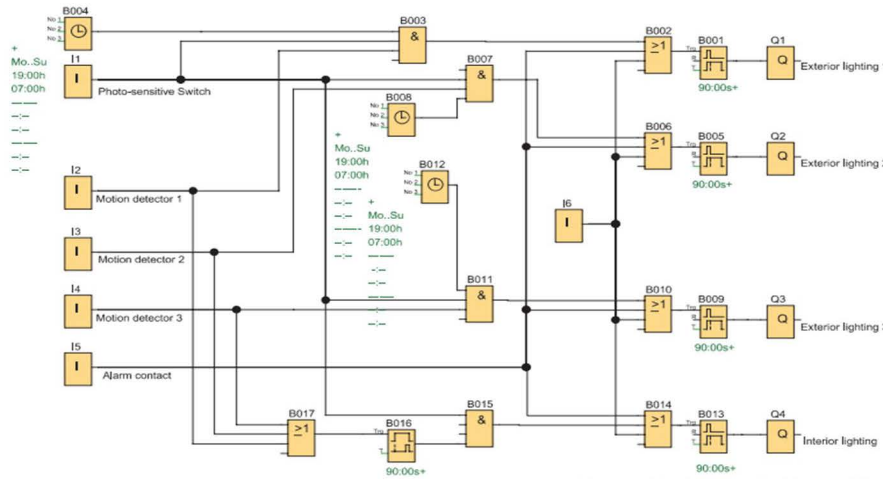 B004
No 1
No 2
No 3
+
Mo..Su
19:00h
07:00h
--:--
--:--
--:--
--:--
I1
I
Photo-sensitive Switch
B003
&
B007
&
B008
No 1
No 2
No 3
+
Mo..Su
19:00h
07:00h
--:--
--:--
--:--
--:--
B012
No 1
No 2
No 3
+
Mo..Su
19:00h
07:00h
--:--
--:--
--:--
--:--
B002
≥1
B001
Trg
R
T
90:00s+
Q1
Q
Exterior lighting
B006
≥1
B005
Trg
R
T
90:00s+
Q2
Q
Exterior lighting
I2
I
Motion detector 1
I6
I
I3
I
Motion detector 2
I4
I
Motion detector 3
B011
&
B010
≥1
B009
Trg
R
T
90:00s+
Q3
Q
Exterior lighting
I5
I
Alarm contact
B017
≥1
B016
Trg
T
90:00s+
B015
&
B014
≥1
B013
Trg
R
T
90:00s+
Q4
Q
Interior lighting